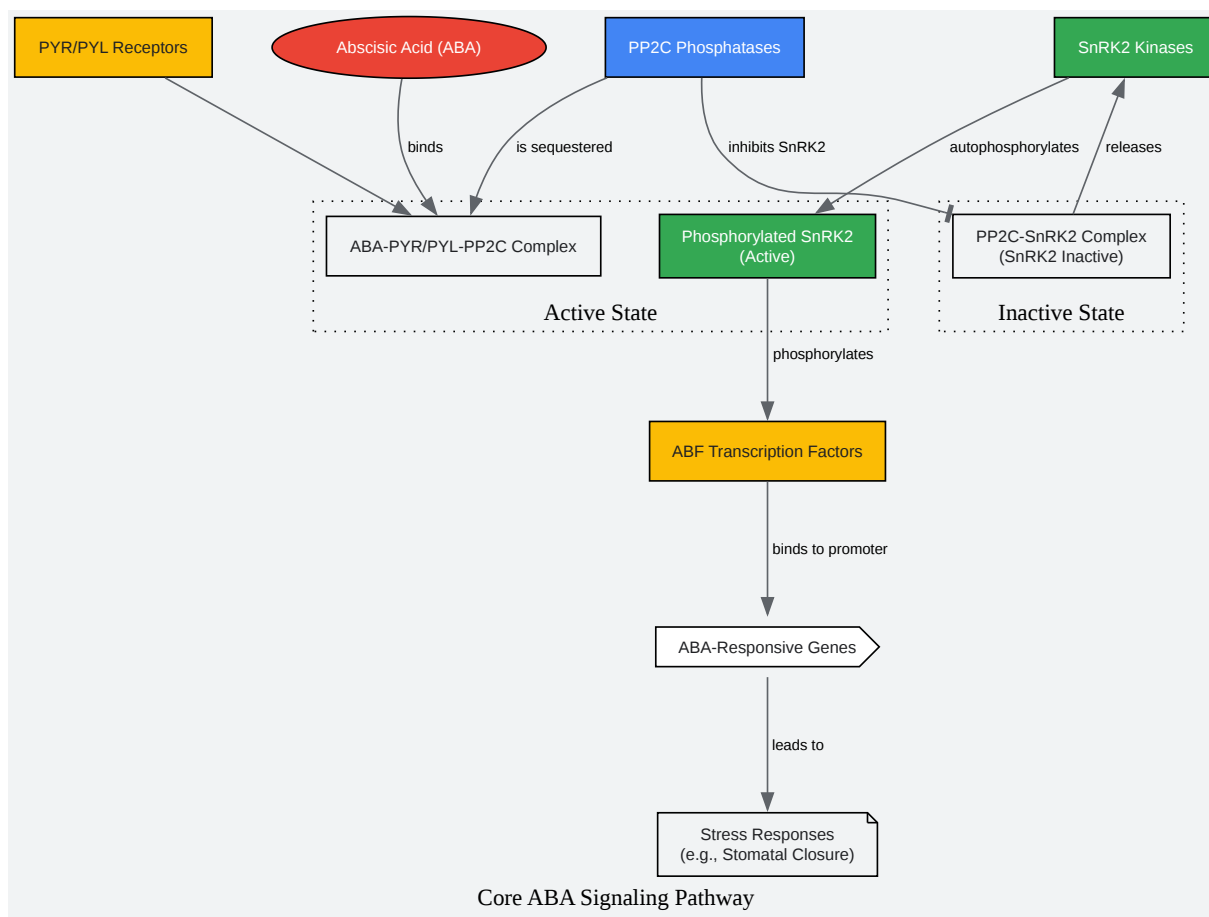 PYR/PYL Receptors
Abscisic Acid (ABA)
PP2C Phosphatases
SnRK2 Kinases
binds
is sequestered
inhibits SnRK2
autophosphorylates
releases
ABA-PYR/PYL-PP2C Complex
Phosphorylated SnRK2
(Active)
PP2C-SnRK2 Complex
(SnRK2 Inactive)
Active State
Inactive State
phosphorylates
ABF Transcription Factors
binds to promoter
ABA-Responsive Genes
leads to
Stress Responses
(e.g., Stomatal Closure)
Core ABA Signaling Pathway